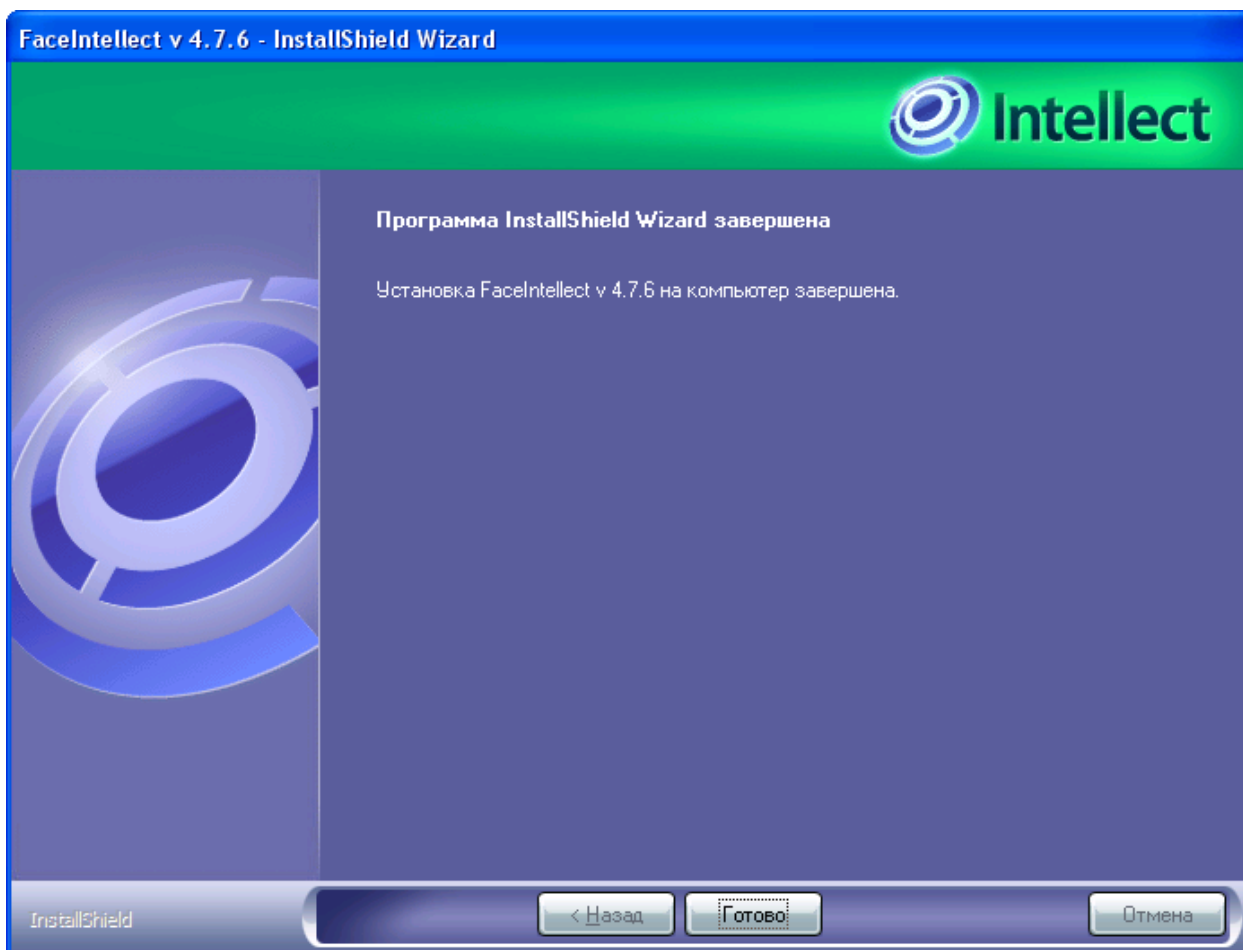 FaceIntellect v 4.7.6 - InstallShield Wizard
Intellect
Программа InstallShield Wizard завершена
Установка FaceIntellect v 4.7.6 на компьютер завершена.
InstallShield
< Назад
Готово
Отмена